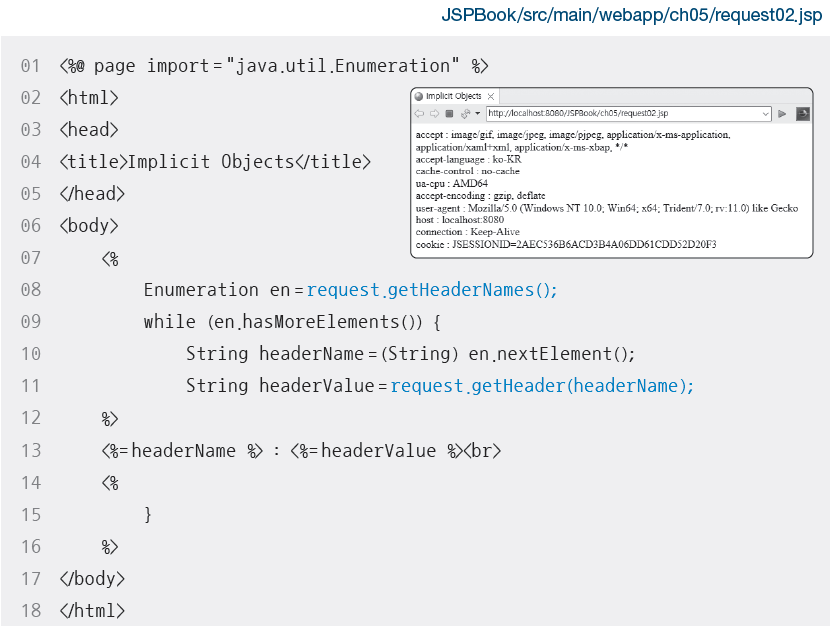 JSPBook/src/main/webapp/ch05/request02.jsp
01 <%@ page import="java.util.Enumeration" %>
02 <html>
03 <head>
04 <title>Implicit Objects</title>
05 </head>
06 <body>
07 <%
08 Enumeration en=request.getHeaderNames();
09 while (en.hasMoreElements()) {
10 String headerName=(String) en.nextElement();
11 String headerValue=request.getHeader(headerName);
12 %>
13 <%=headerName %> : <%=headerValue %><br>
14 <%
15 }
16 %>
17 </body>
18 </html>
Implicit Objects
http://localhost:8080/JSPBook/ch05/request02.jsp
accept : image/gif, image/jpeg, image/pjpeg, application/x-ms-application,
application/xaml+xml, application/x-ms-xbap, */*
accept-language : ko-KR
cache-control : no-cache
ua-cpu : AMD64
accept-encoding : gzip, deflate
user-agent : Mozilla/5.0 (Windows NT 10.0; Win64; x64; Trident/7.0; rv:11.0) like Gecko
host : localhost:8080
connection : Keep-Alive
cookie : JSESSIONID=2AEC536B6ACD3B4A06DD61CDD52D20F3